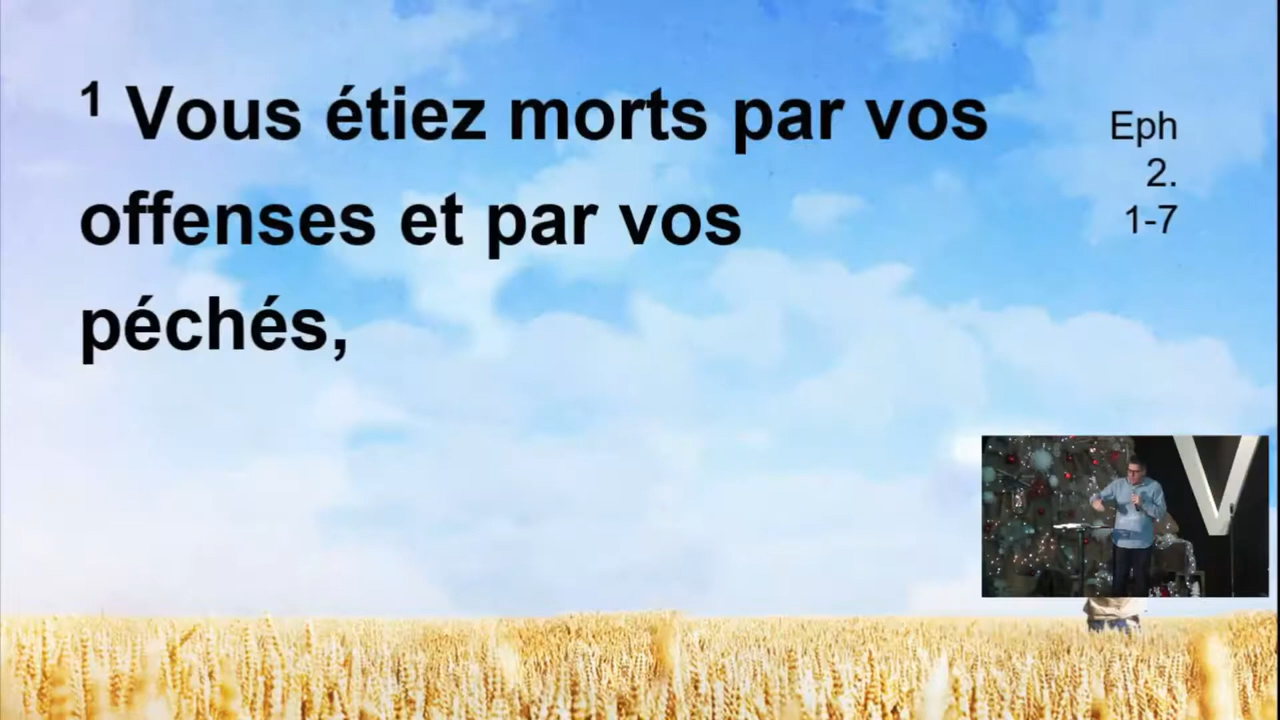 ¹ Vous étiez morts par vos
offenses et par vos
péchés,
Eph
2.
1-7
V